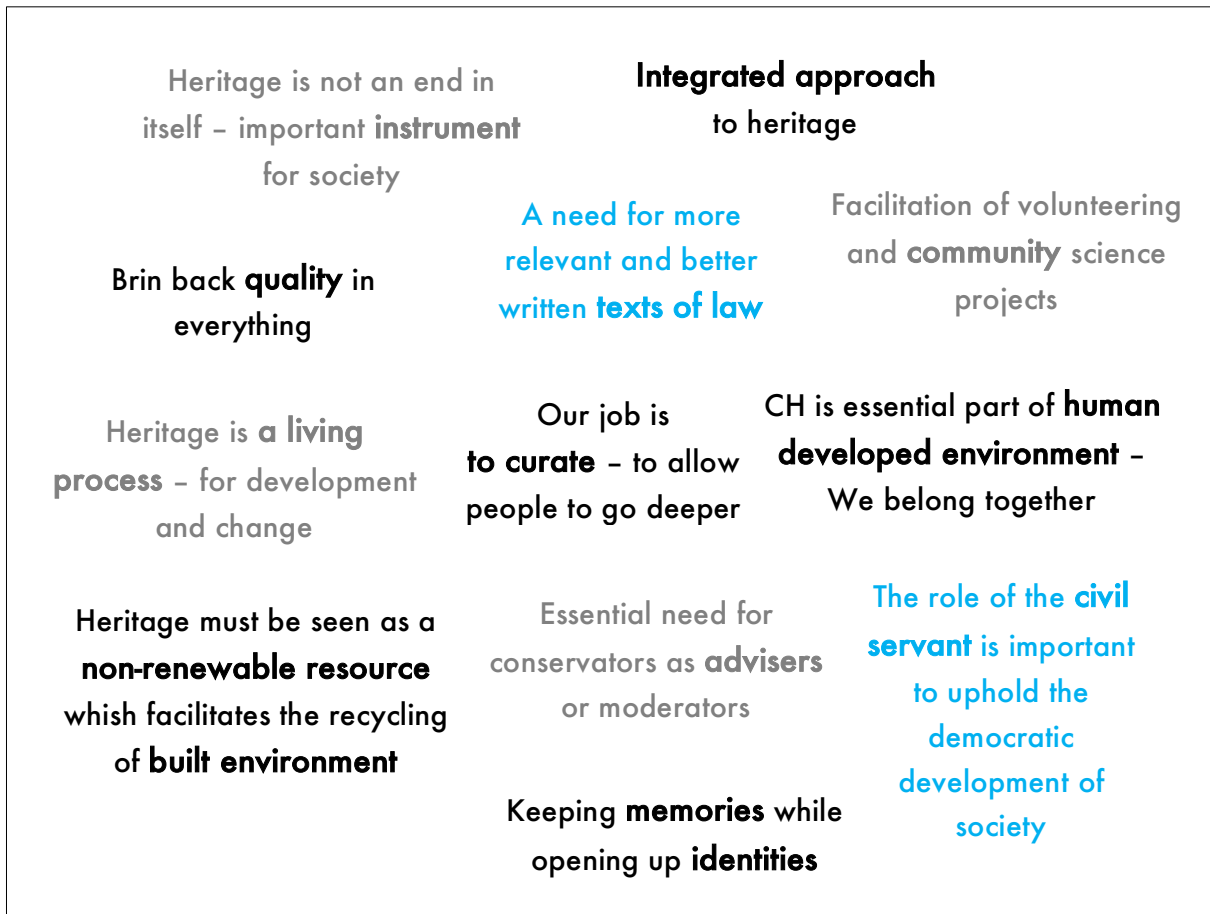 Heritage is not an end in
itself – important instrument
for society
Integrated approach
to heritage
A need for more
relevant and better
written texts of law
Facilitation of volunteering
and community science
projects
Brin back quality in
everything
Heritage is a living
process – for development
and change
Our job is
to curate – to allow
people to go deeper
CH is essential part of human
developed environment –
We belong together
Heritage must be seen as a
non-renewable resource
whish facilitates the recycling
of built environment
Essential need for
conservators as advisers
or moderators
The role of the civil
servant is important
to uphold the
democratic
development of
society
Keeping memories while
opening up identities